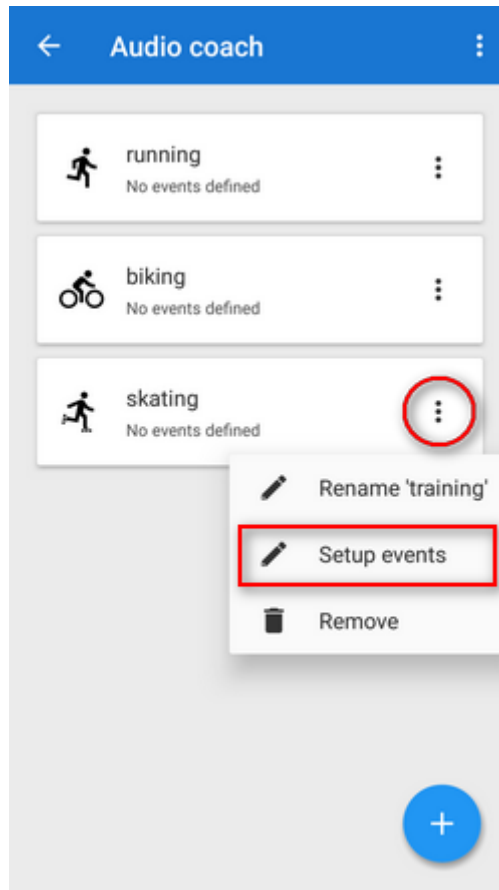 Audio coach
running
No events defined
biking
No events defined
skating
No events defined
Rename 'training'
Setup events
Remove